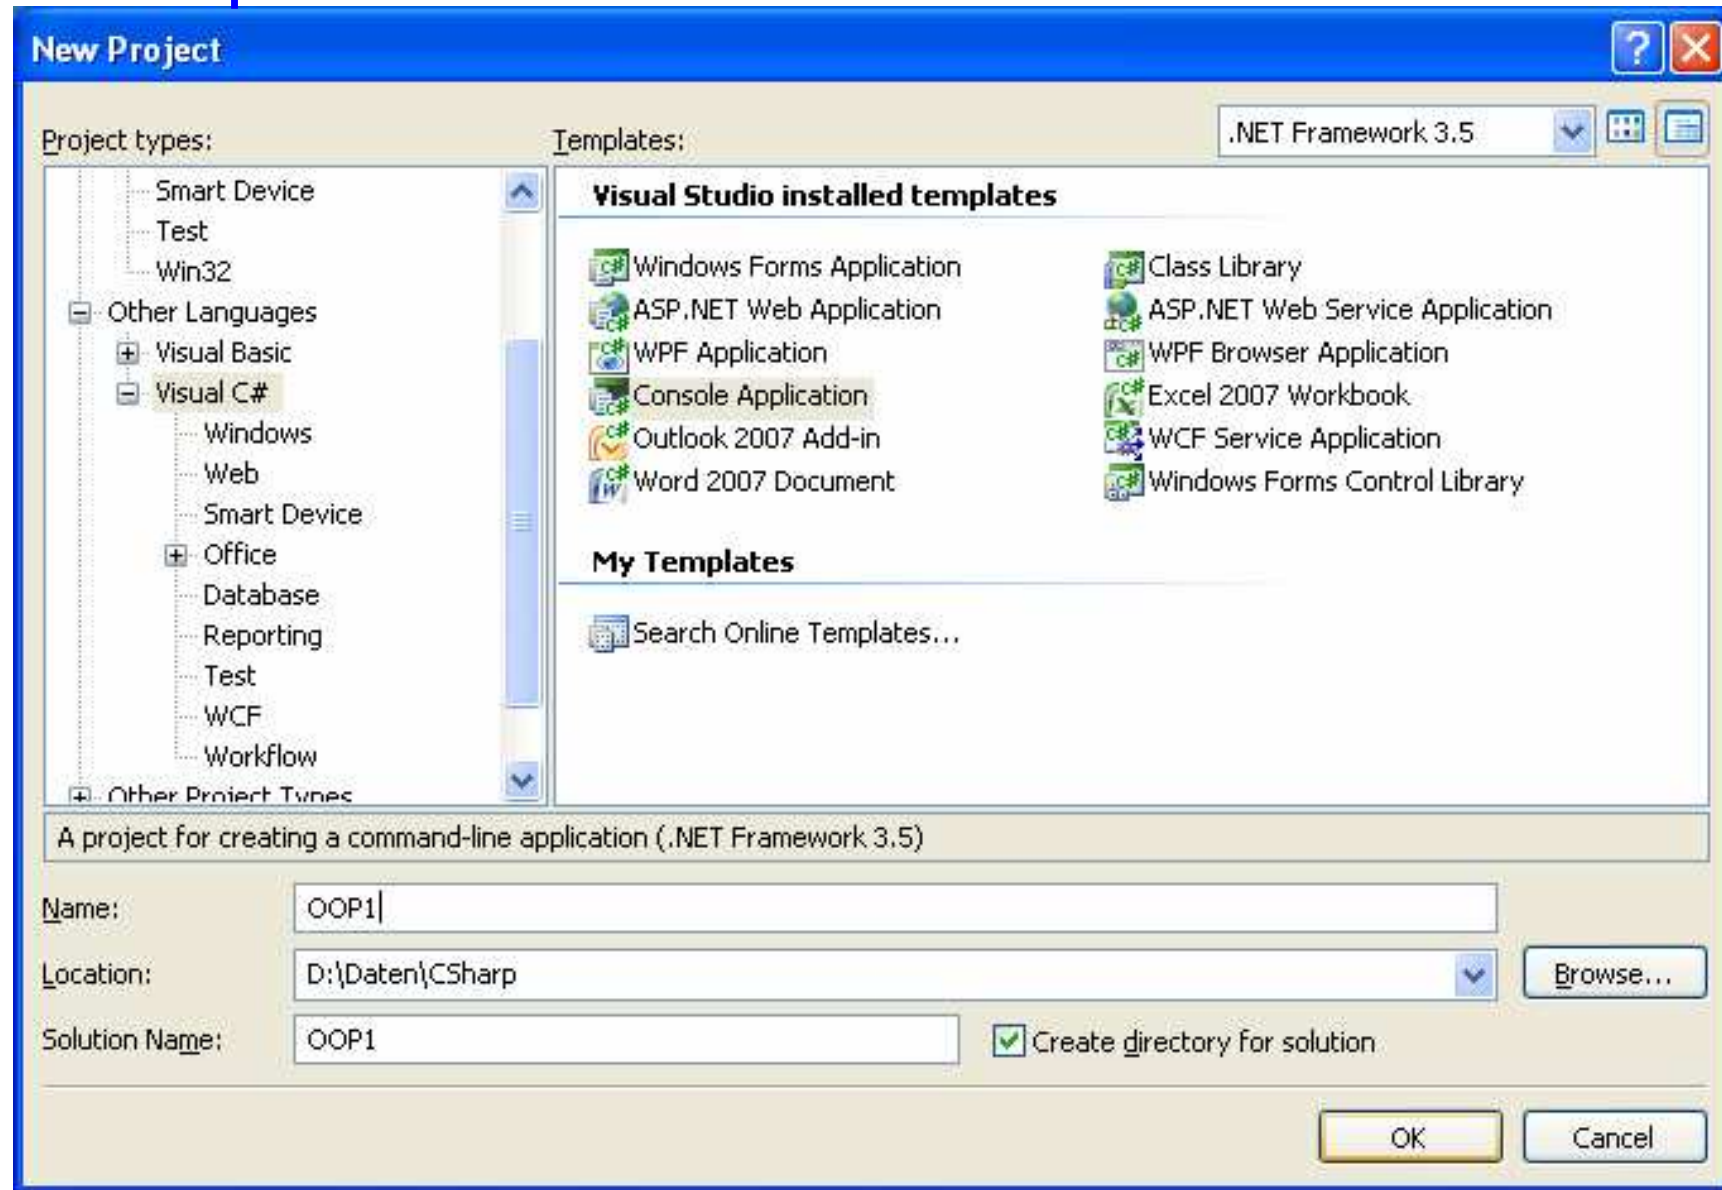 New Project
Project types:
Templates:
.NET Framework 3.5
Smart Device
Test
Win32
Other Languages
Visual Basic
Visual C#
Windows
Web
Smart Device
Office
Database
Reporting
Test
WCF
Workflow
Other Project Types
Visual Studio installed templates
Windows Forms Application
Class Library
ASP.NET Web Application
ASP.NET Web Service Application
WPF Application
WPF Browser Application
Console Application
Excel 2007 Workbook
Outlook 2007 Add-in
WCF Service Application
Word 2007 Document
Windows Forms Control Library
My Templates
Search Online Templates...
A project for creating a command-line application (.NET Framework 3.5)
Name:
OOP1
Location:
D:\Daten\CSharp
Browse...
Solution Name:
OOP1
Create directory for solution
OK
Cancel